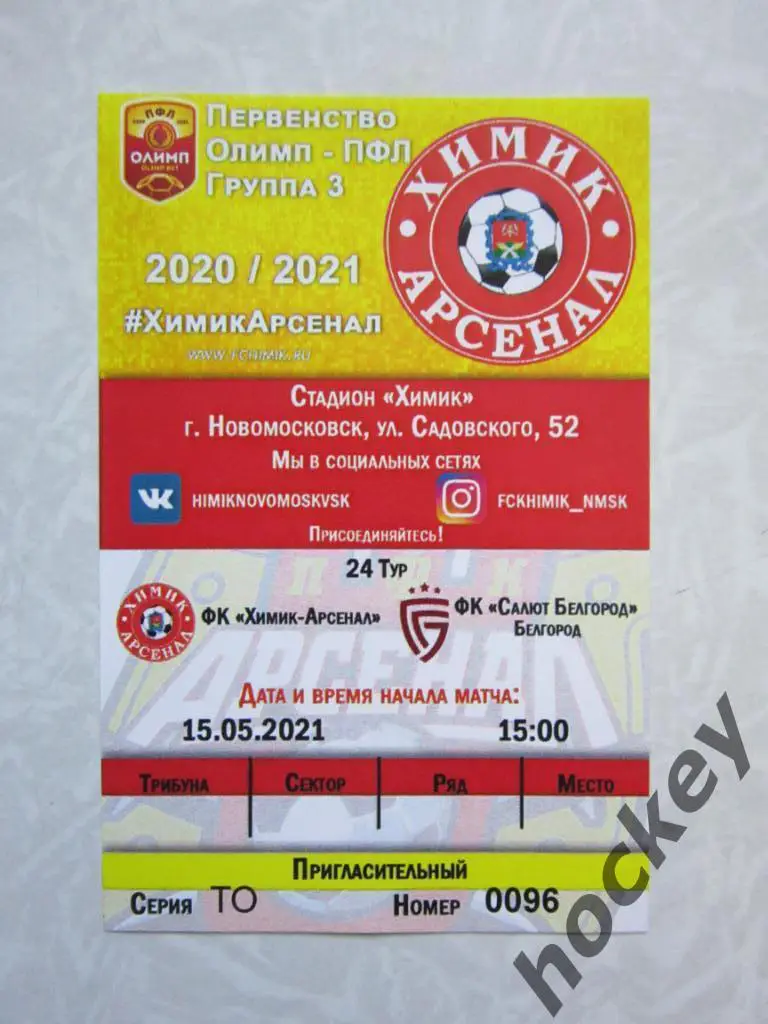 ПФЛ
ОЛИМП
OLIMP BET
Первенство
Олимп - ПФЛ
Группа 3
2020 / 2021
#ХимикАрсенал
www.fchimik.ru
ХИМИК
АРСЕНАЛ
Стадион «Химик»
г. Новомосковск, ул. Садовского, 52
Мы в социальных сетях
HIMIKNOVOMOSKVSK
FCKHIMIK_NMSK
Присоединяйтесь!
24 Тур
ХИМИК
АРСЕНАЛ
ФК «Химик-Арсенал»
ФК «Салют Белгород»
Белгород
АРСЕНАЛ
Дата и время начала матча:
15.05.2021 15:00
Трибуна Сектор Ряд Место
Пригласительный
Серия ТО Номер 0096
hockey